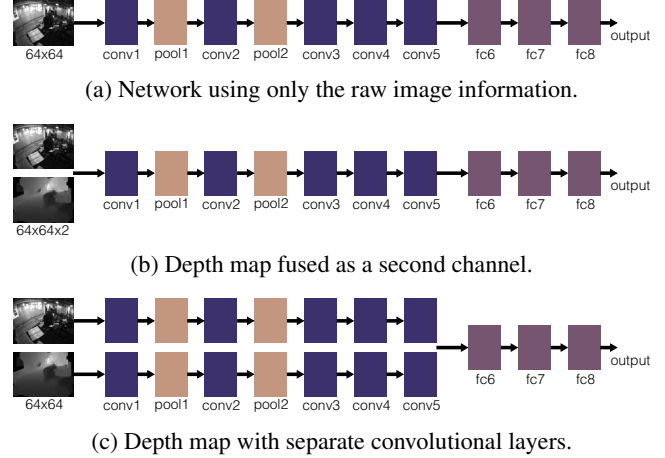 output
64x64 conv1 pool1 conv2 pool2 conv3 conv4 conv5 fc6 fc7 fc8
(a) Network using only the raw image information.
output
conv1 pool1 conv2 pool2 conv3 conv4 conv5 fc6 fc7 fc8
64x64x2
(b) Depth map fused as a second channel.
output
fc6 fc7 fc8
64x64 conv1 pool1 conv2 pool2 conv3 conv4 conv5
(c) Depth map with separate convolutional layers.